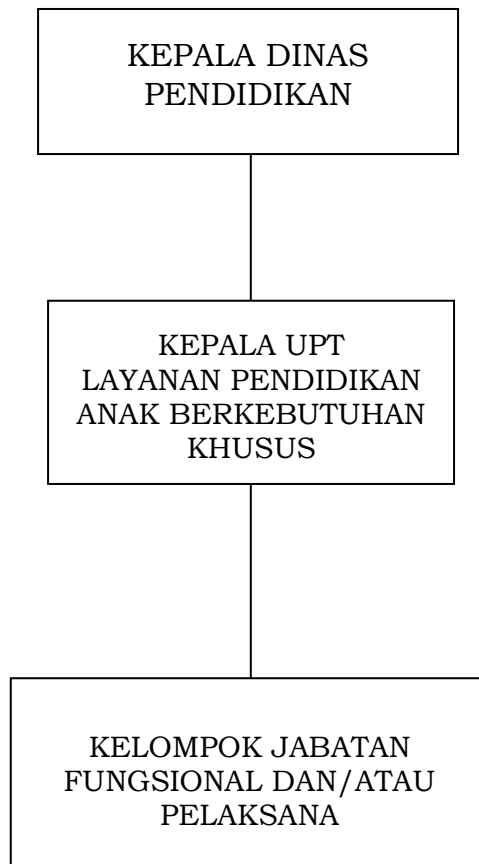 KEPALA DINAS
PENDIDIKAN
KEPALA UPT
LAYANAN PENDIDIKAN
ANAK BERKEBUTUHAN
KHUSUS
KELOMPOK JABATAN
FUNGSIONAL DAN/ATAU
PELAKSANA